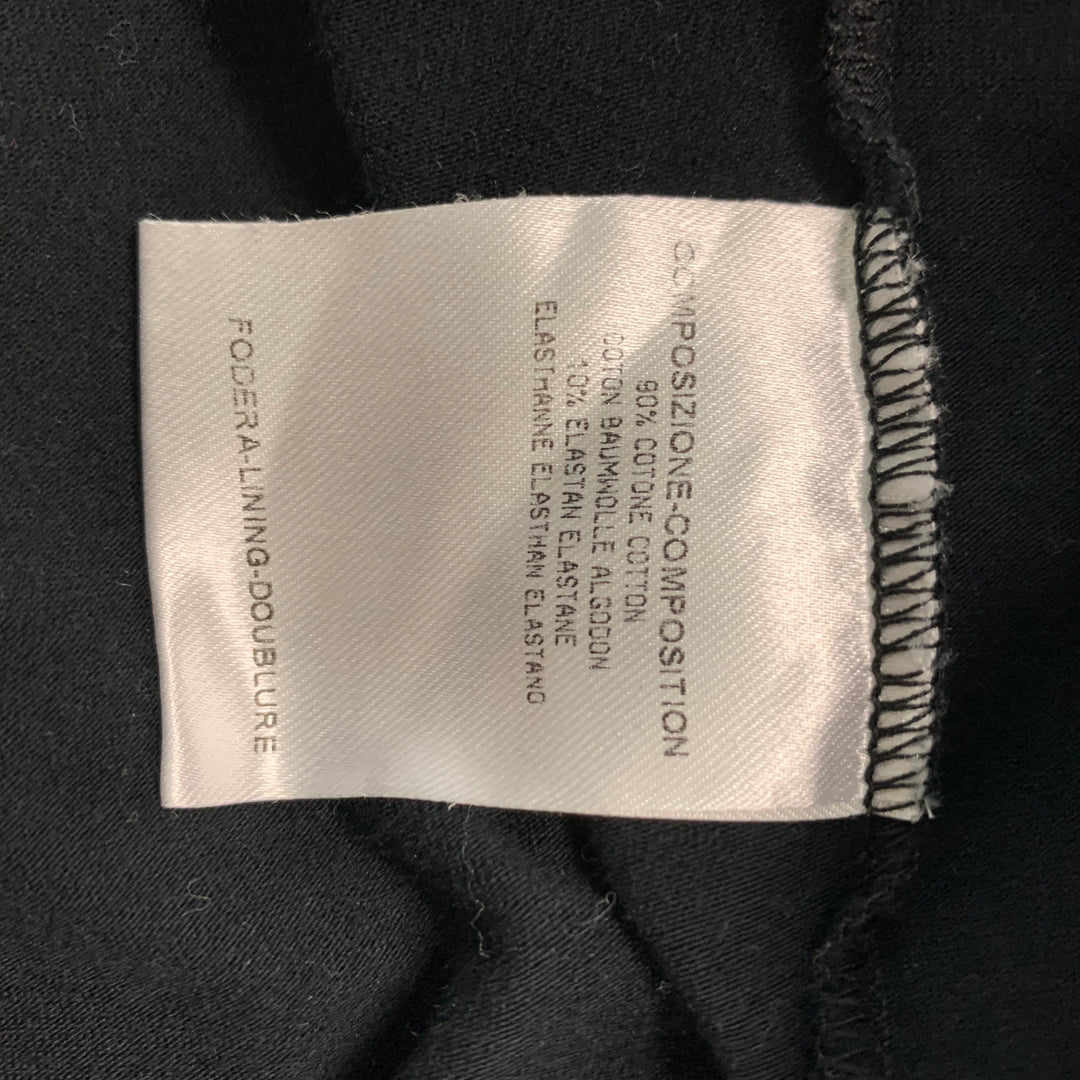 COMPOSIZIONE-COMPOSITION
90% COTONE COTTON
COTON BAUMWOLLE ALGODON
10% ELASTAN ELASTANE
ELASTHANNE ELASTHAN ELASTANO
FODERA-LINING-DOUBLURE